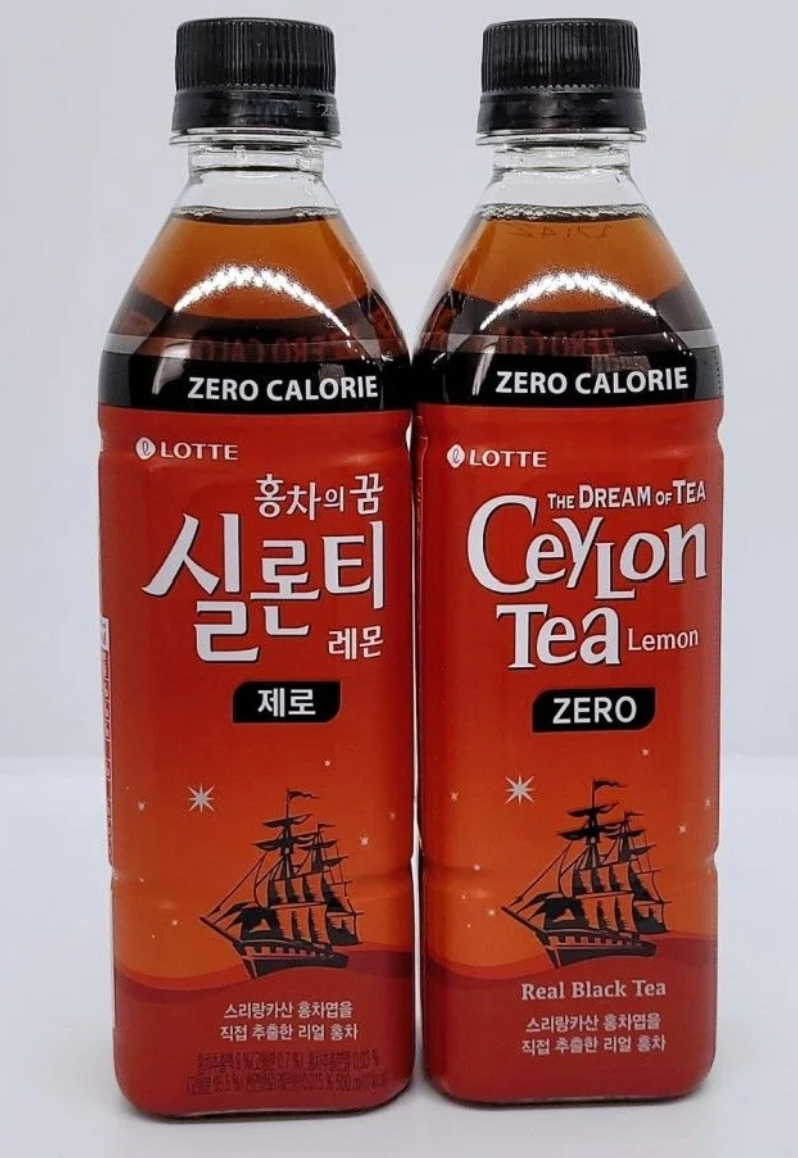 ZERO CALORIE
LOTTE
홍차의 꿈
실론티
레몬
제로
스리랑카산 홍차엽을
직접 추출한 리얼 홍차
ZERO CALORIE
LOTTE
THE DREAM OF TEA
Ceylon
Tea Lemon
ZERO
Real Black Tea
스리랑카산 홍차엽을
직접 추출한 리얼 홍차